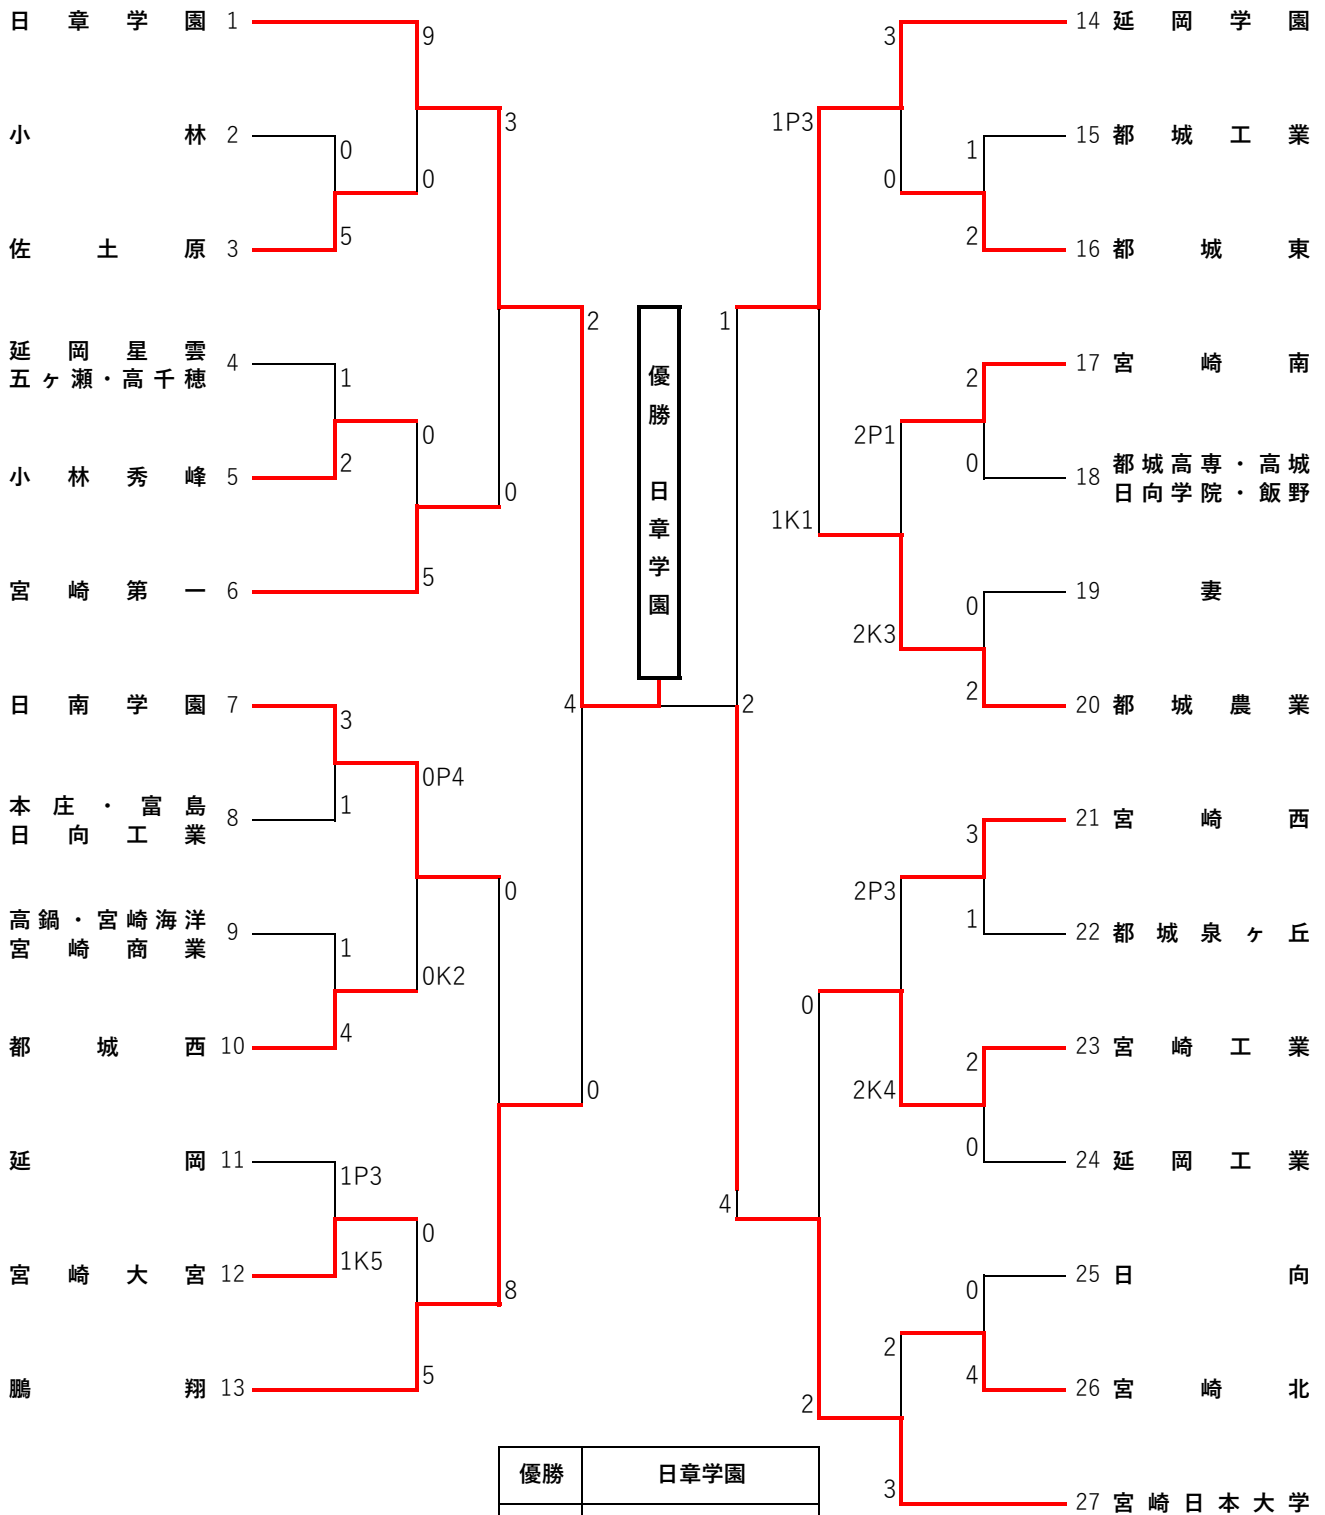 日章学園 1
小林 2
佐土原 3
延岡星雲
五ヶ瀬・高千穂 4
小林秀峰 5
宮崎第一 6
日南学園 7
本庄・富島
日向工業 8
高鍋・宮崎海洋
宮崎商業 9
都城西 10
延岡 11
宮崎大宮 12
鵬翔 13
0
5
1
2
3
1
1
4
1P3
1K5
9
0
0
5
0P4
0K2
0
5
3
0
0
8
2
0
4
優勝 日章学園
2
1
4
1P3
1K1
0
2
3
0
2P1
2K3
2P3
2K4
2
3
1
2
2
0
0
2
3
1
2
0
0
4
14 延岡学園
15 都城工業
16 都城東
17 宮崎南
18 都城高専・高城
日向学院・飯野
19 妻
20 都城農業
21 宮崎西
22 都城泉ヶ丘
23 宮崎工業
24 延岡工業
25 日向
26 宮崎北
27 宮崎日本大学
優勝 日章学園